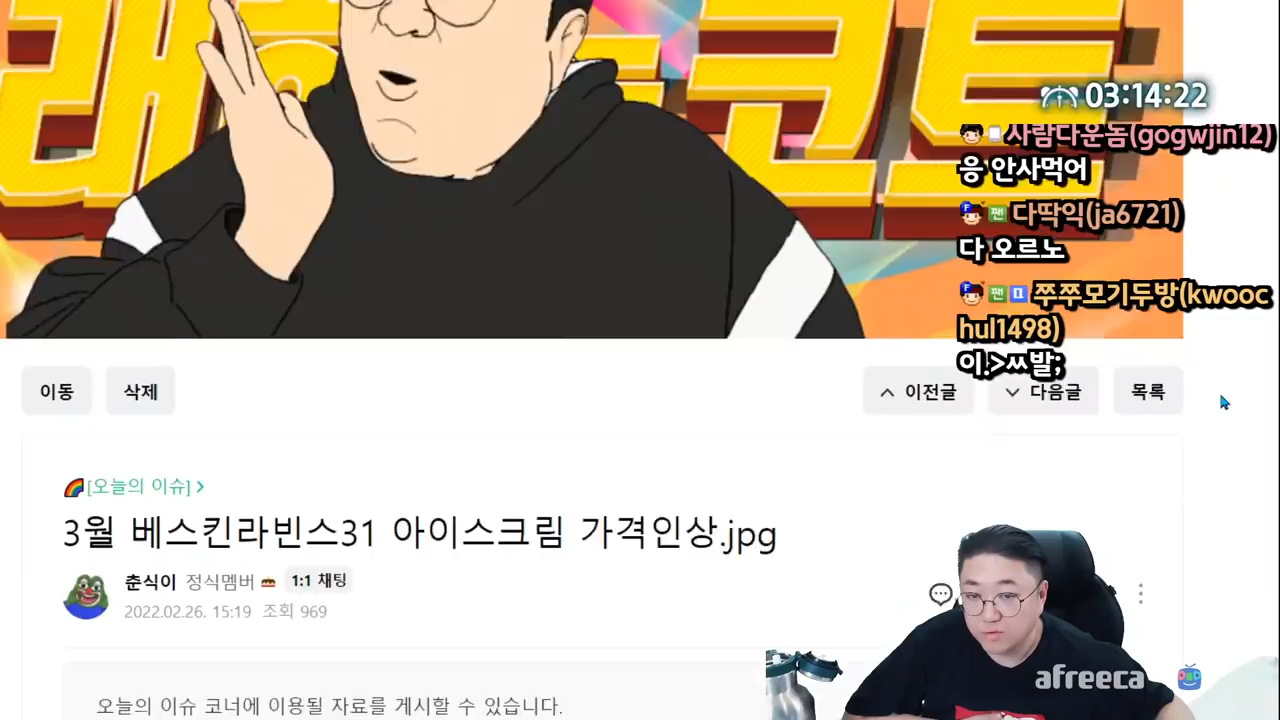 코트
03:14:22
사람다운놈(gogwjin12)
응 안사먹어
팬 다딱익(ja6721)
다 오르노
팬 쭈쭈모기두방(kwooc
hul1498)
이.>ㅆ발;
이동
삭제
이전글
다음글
목록
[오늘의 이슈]
3월 베스킨라빈스31 아이스크림 가격인상.jpg
춘식이 정식멤버 1:1 채팅
2022.02.26. 15:19 조회 969
오늘의 이슈 코너에 이용될 자료를 게시할 수 있습니다.
afreeca